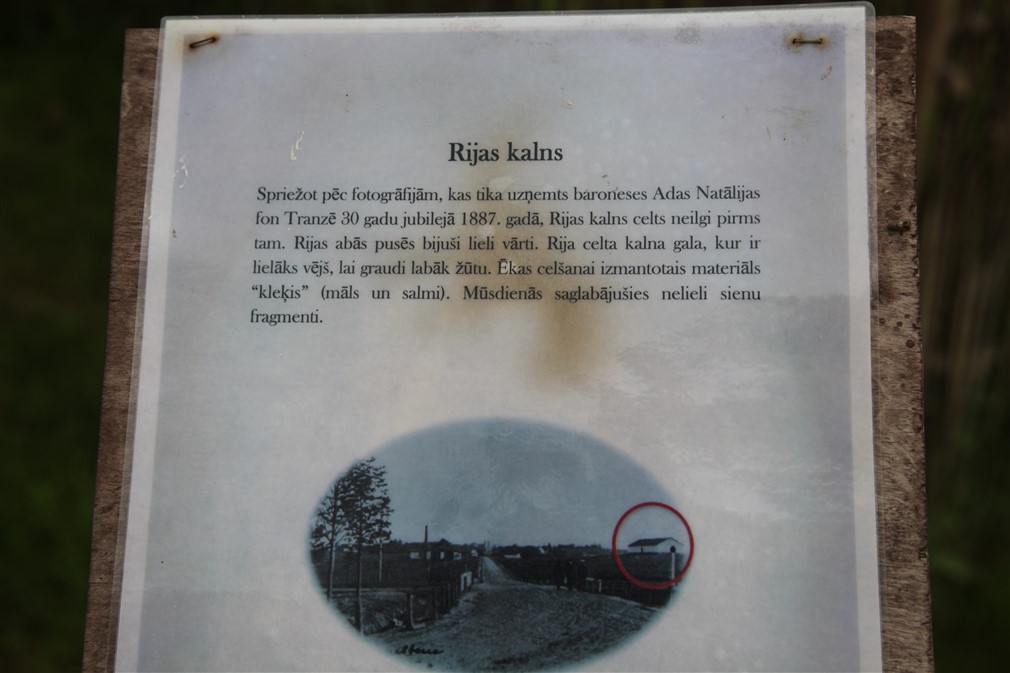 Rijas kalns
Spriežot pēc fotogrāfijām, kas tika uzņemts baroneses Adas Natālijas
fon Tranzē 30 gadu jubilejā 1887. gadā, Rijas kalns celts neilgi pirms
tam. Rijas abās pusēs bijuši lieli vārti. Rija celta kalna gala, kur ir
lielāks vējš, lai graudi labāk žūtu. Ēkas celšanai izmantotais materiāls
“kleķis” (māls un salmi). Mūsdienās saglabājušies nelieli sienu
fragmenti.